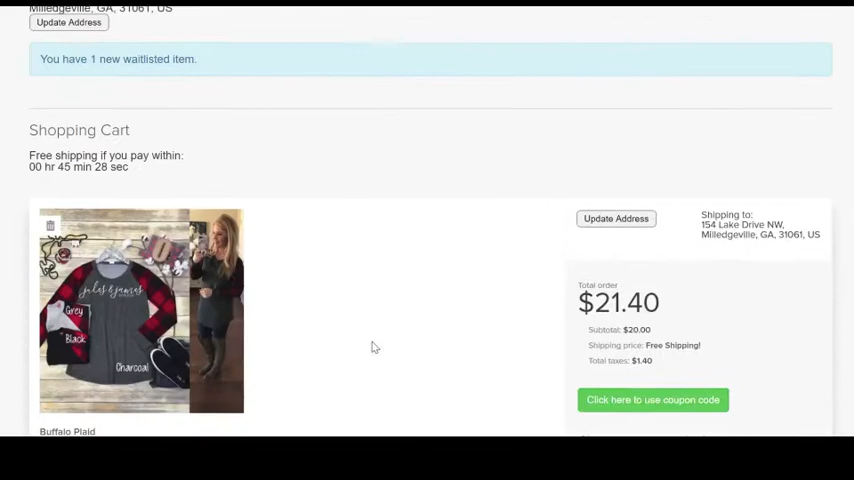 Milledgeville, GA, 31061, US
Update Address
You have 1 new waitlisted item.
Shopping Cart
Free shipping if you pay within:
00 hr 45 min 28 sec
Update Address
Shipping to:
154 Lake Drive NW,
Milledgeville, GA, 31061, US
jules & james
Grey
Black
Charcoal
Total order
$21.40
Subtotal: $20.00
Shipping price: Free Shipping!
Total taxes: $1.40
Click here to use coupon code
Buffalo Plaid